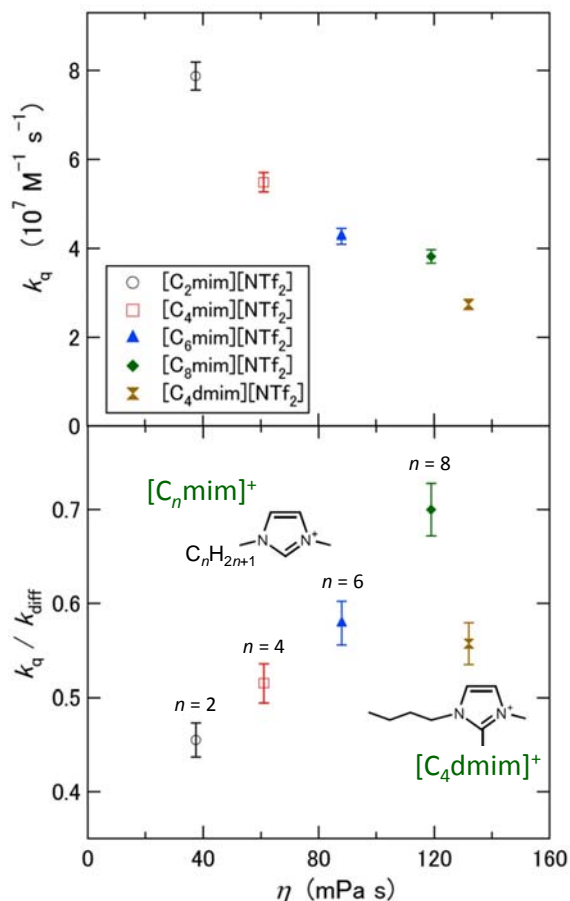 8
6
4
2
0
k_q (10^7 M^−1 s^−1)
[C₂mim][NTf₂]
[C₄mim][NTf₂]
[C₆mim][NTf₂]
[C₈mim][NTf₂]
[C₄dmim][NTf₂]
0.7
0.6
0.5
0.4
k_q / k_diff
n = 8
[C_nmim]⁺
C_nH_2n+1
N
N⁺
n = 6
n = 4
n = 2
N
N⁺
[C₄dmim]⁺
0 40 80 120 160
η (mPa s)